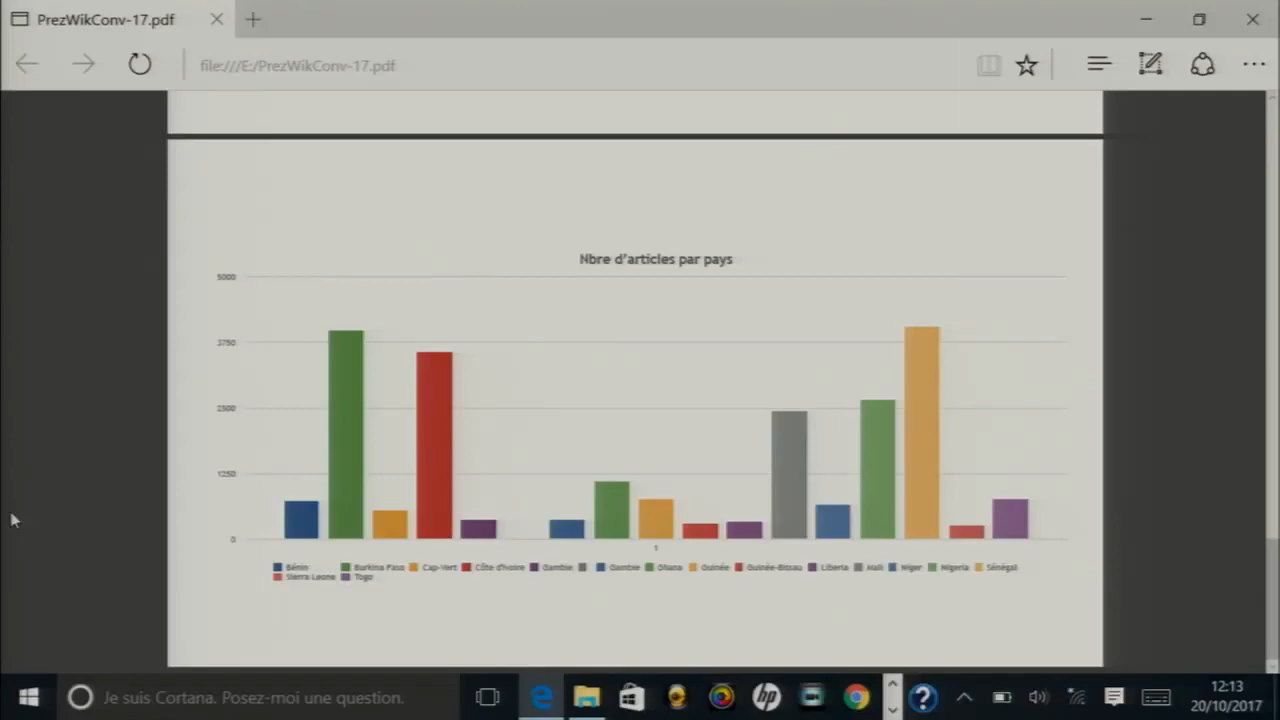 PrezWikConv-17.pdf
file:///E:/PrezWikConv-17.pdf
Nbre d'articles par pays
5000
3750
2500
1250
0
1
Bénin Burkina Faso Cap-Vert Côte d'Ivoire Gambie Gambie Ghana Guinée Guinée-Bissau Liberia Mali Niger Nigeria Sénégal
Sierra Leone Togo
Je suis Cortana. Posez-moi une question.
hp
?
12:13
20/10/2017